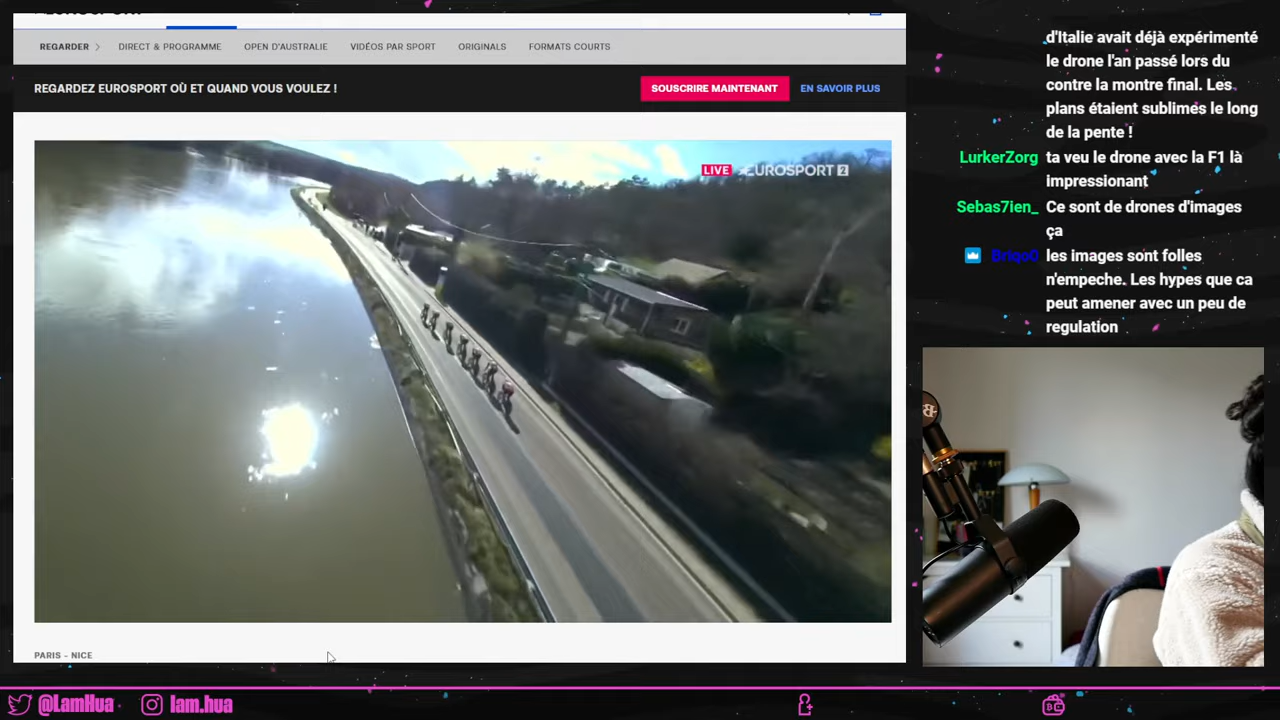 REGARDER
DIRECT & PROGRAMME
OPEN D'AUSTRALIE
VIDÉOS PAR SPORT
ORIGINALS
FORMATS COURTS
REGARDEZ EUROSPORT OÙ ET QUAND VOUS VOULEZ !
SOUSCRIRE MAINTENANT
EN SAVOIR PLUS
LIVE EUROSPORT 2
PARIS - NICE
d'Italie avait déjà expérimenté
le drone l'an passé lors du
contre la montre final. Les
plans étaient sublimes le long
de la pente !
LurkerZorg ta veu le drone avec la F1 là
impressionant
Sebas7ien_ Ce sont de drones d'images
ça
les images sont folles
n'empeche. Les hypes que ca
peut amener avec un peu de
regulation
@LamHua
lam.hua